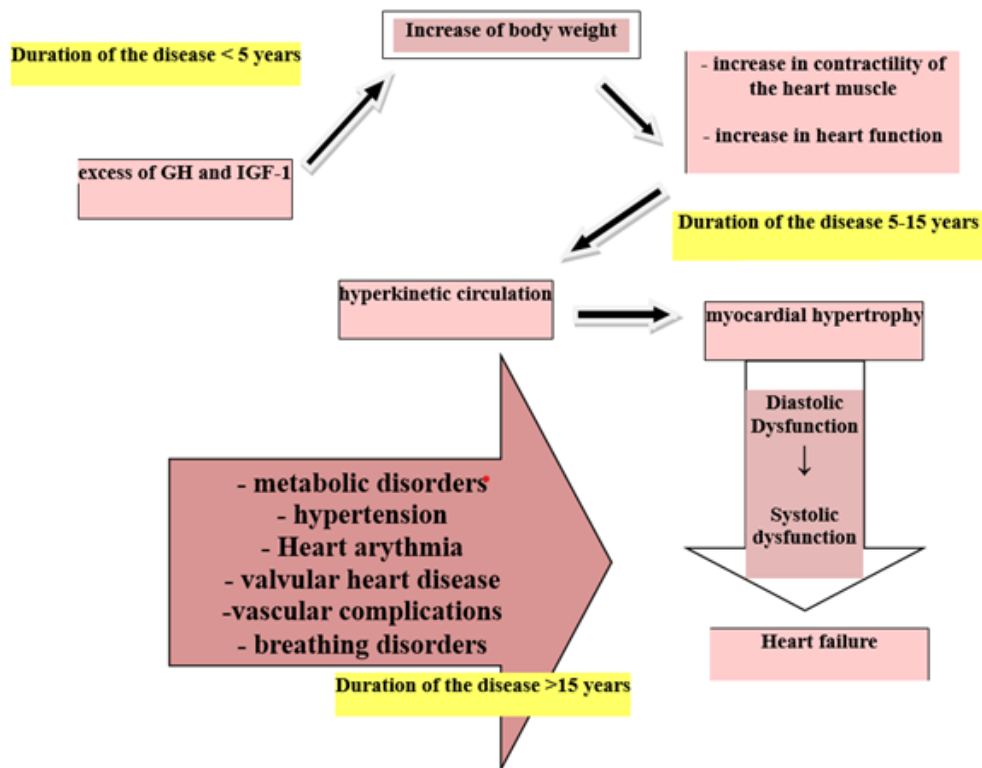 Increase of body weight
Duration of the disease < 5 years
- increase in contractility of
the heart muscle
- increase in heart function
excess of GH and IGF-1
Duration of the disease 5-15 years
hyperkinetic circulation
myocardial hypertrophy
Diastolic
Dysfunction
↓
Systolic
dysfunction
- metabolic disorders
- hypertension
- Heart arythmia
- valvular heart disease
-vascular complications
- breathing disorders
Heart failure
Duration of the disease >15 years